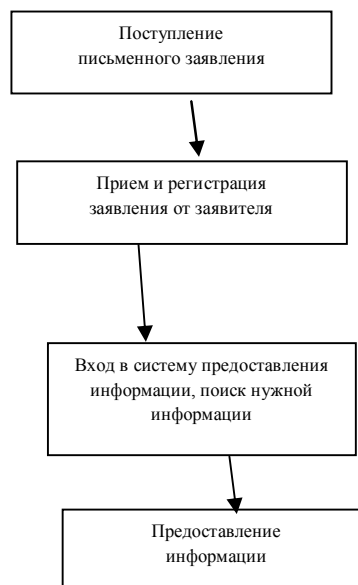 Поступление
письменного заявления
Прием и регистрация
заявления от заявителя
Вход в систему предоставления
информации, поиск нужной
информации
Предоставление
информации